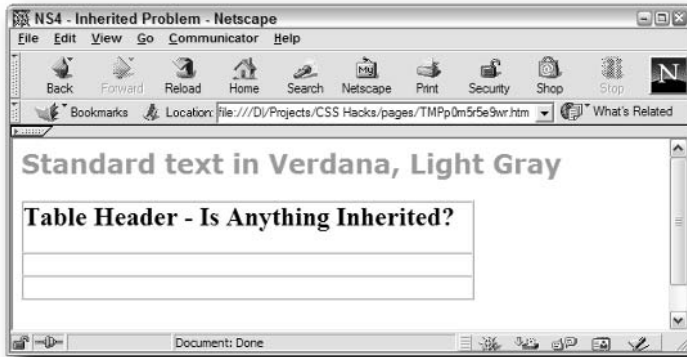 NS4 - Inherited Problem - Netscape
File Edit View Go Communicator Help
Back Forward Reload Home Search Netscape Print Security Shop Stop
My
N
Bookmarks Location: file:///D|/Projects/CSS Hacks/pages/TMPp0m5r5e9wr.htm What's Related
Standard text in Verdana, Light Gray
Table Header - Is Anything Inherited?
Document: Done